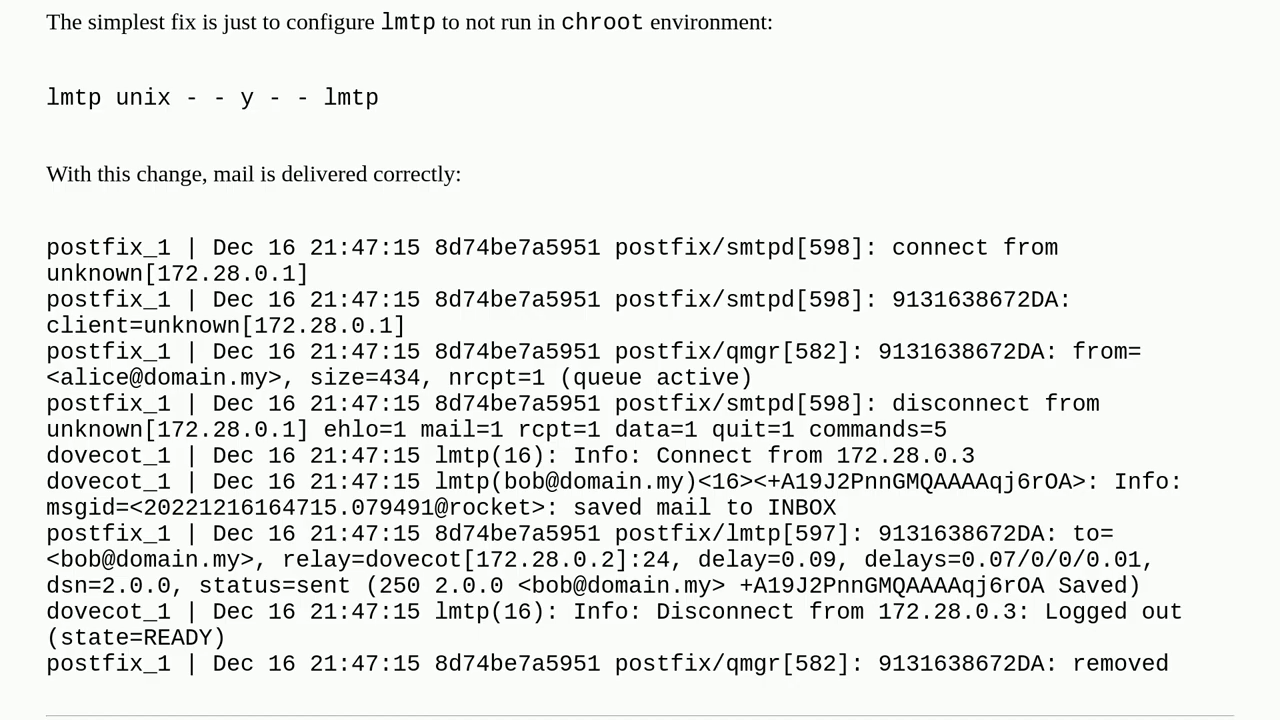 The simplest fix is just to configure lmtp to not run in chroot environment:
lmtp unix - - y - - lmtp
With this change, mail is delivered correctly:
postfix_1 | Dec 16 21:47:15 8d74be7a5951 postfix/smtpd[598]: connect from
unknown[172.28.0.1]
postfix_1 | Dec 16 21:47:15 8d74be7a5951 postfix/smtpd[598]: 9131638672DA:
client=unknown[172.28.0.1]
postfix_1 | Dec 16 21:47:15 8d74be7a5951 postfix/qmgr[582]: 9131638672DA: from=
<alice@domain.my>, size=434, nrcpt=1 (queue active)
postfix_1 | Dec 16 21:47:15 8d74be7a5951 postfix/smtpd[598]: disconnect from
unknown[172.28.0.1] ehlo=1 mail=1 rcpt=1 data=1 quit=1 commands=5
dovecot_1 | Dec 16 21:47:15 lmtp(16): Info: Connect from 172.28.0.3
dovecot_1 | Dec 16 21:47:15 lmtp(bob@domain.my)<16><+A19J2PnnGMQAAAAqj6rOA>: Info:
msgid=<20221216164715.079491@rocket>: saved mail to INBOX
postfix_1 | Dec 16 21:47:15 8d74be7a5951 postfix/lmtp[597]: 9131638672DA: to=
<bob@domain.my>, relay=dovecot[172.28.0.2]:24, delay=0.09, delays=0.07/0/0/0.01,
dsn=2.0.0, status=sent (250 2.0.0 <bob@domain.my> +A19J2PnnGMQAAAAqj6rOA Saved)
dovecot_1 | Dec 16 21:47:15 lmtp(16): Info: Disconnect from 172.28.0.3: Logged out
(state=READY)
postfix_1 | Dec 16 21:47:15 8d74be7a5951 postfix/qmgr[582]: 9131638672DA: removed